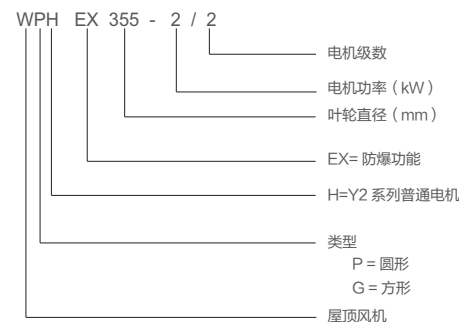 WPH EX 355 - 2 / 2
电机级数
电机功率（kW）
叶轮直径（mm）
EX= 防爆功能
H=Y2 系列普通电机
类型
P = 圆形
G = 方形
屋顶风机